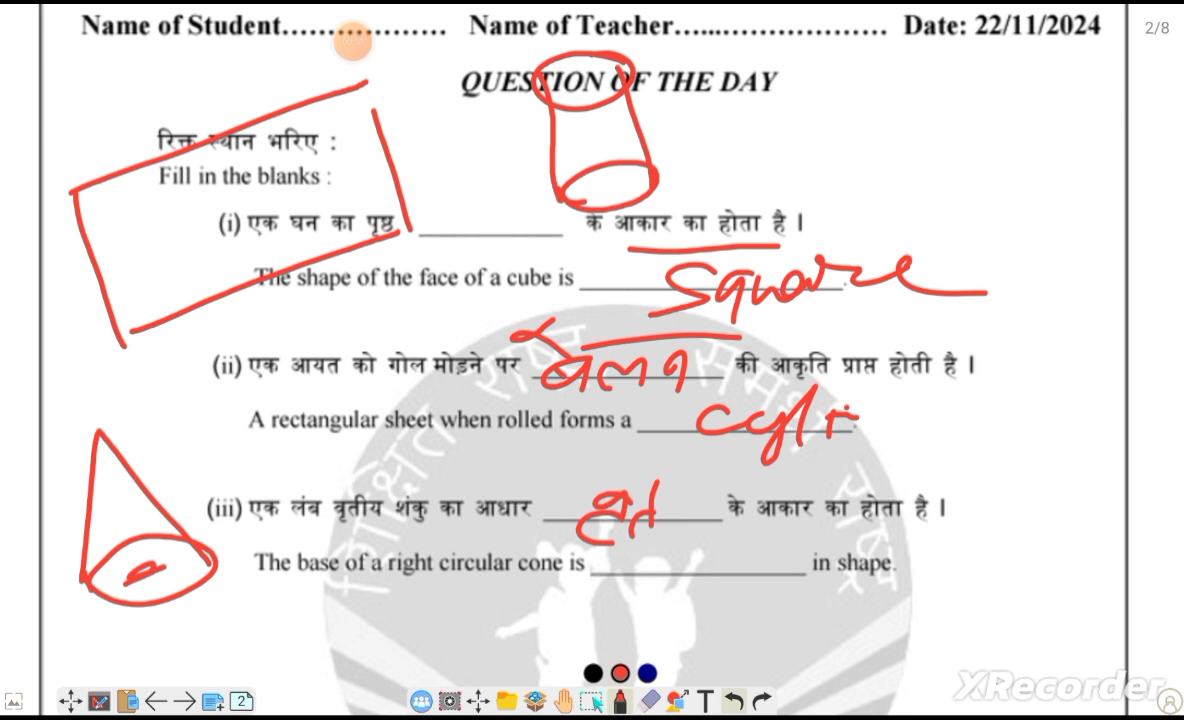 Name of Student.................. Name of Teacher........................ Date: 22/11/2024
2/8
QUESTION OF THE DAY
रिक्त स्थान भरिए :
Fill in the blanks :
(i) एक घन का पृष्ठ ____________ के आकार का होता है ।
The shape of the face of a cube is ____________ Square
(ii) एक आयत को गोल मोड़ने पर बेलन की आकृति प्राप्त होती है ।
A rectangular sheet when rolled forms a ____________
(iii) एक लंब वृतीय शंकु का आधार वृत के आकार का होता है ।
The base of a right circular cone is ____________ in shape.
XRecorder